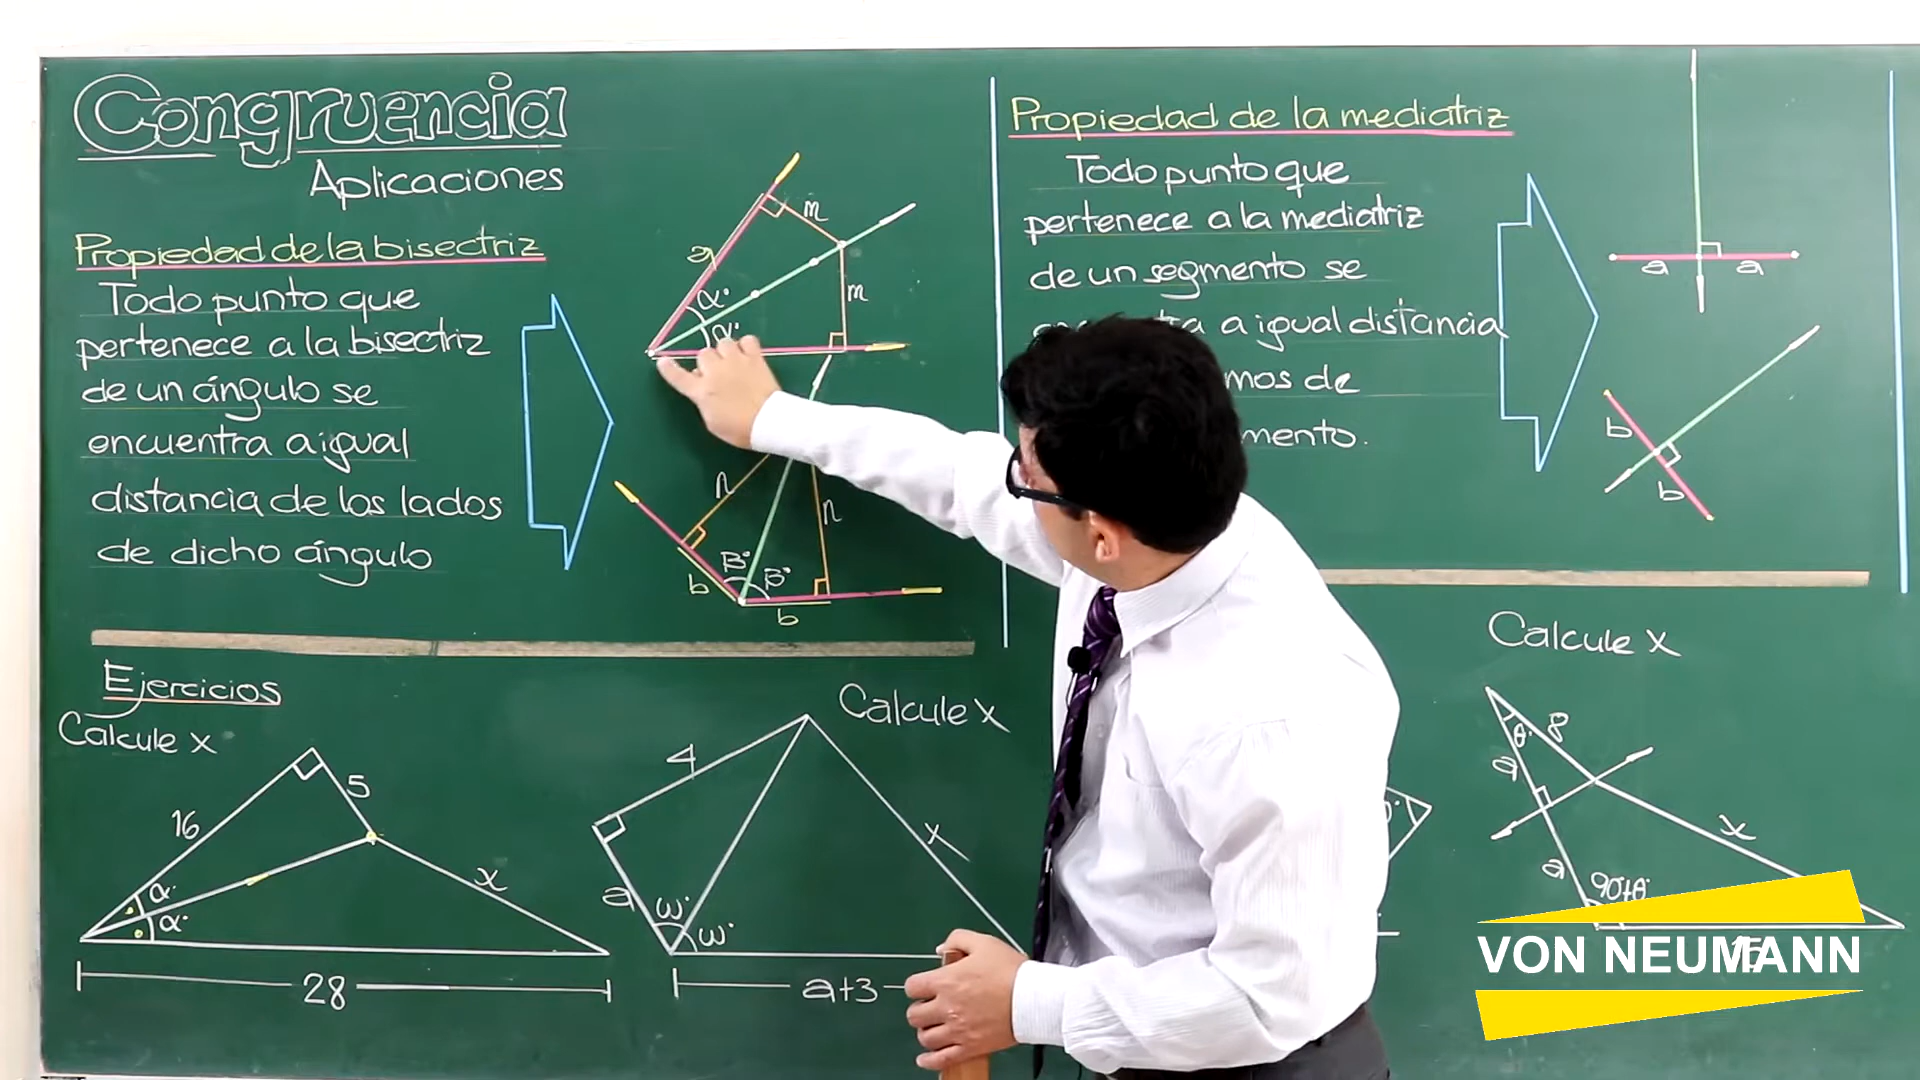 Congruencia
Aplicaciones
Propiedad de la bisectriz
Todo punto que
pertenece a la bisectriz
de un ángulo se
encuentra a igual
distancia de los lados
de dicho ángulo
a
m
m
α°
α°
n
n
B°
B°
b
b
Propiedad de la mediatriz
Todo punto que
pertenece a la mediatriz
de un segmento se
a igual distancia
de
a
a
b
b
Ejercicios
Calcule x
16
5
α°
α°
x
28
Calcule x
4
a
ω°
ω°
x
a+3
Calcule x
θ°
8
a
a
x
90+θ°
VON NEUMANN